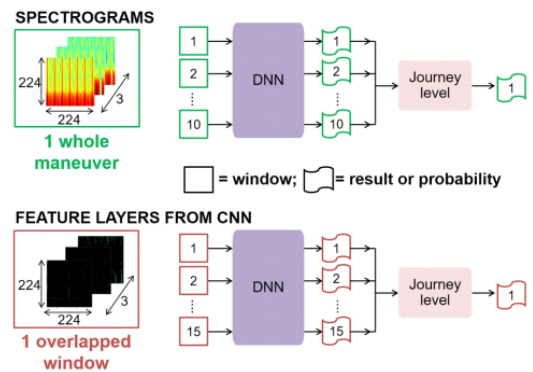 SPECTROGRAMS
224
224
3
1 whole
maneuver
1
2
10
DNN
1
2
10
Journey
level
1
= window;
= result or probability
FEATURE LAYERS FROM CNN
224
224
3
1 overlapped
window
1
2
15
DNN
1
2
15
Journey
level
1